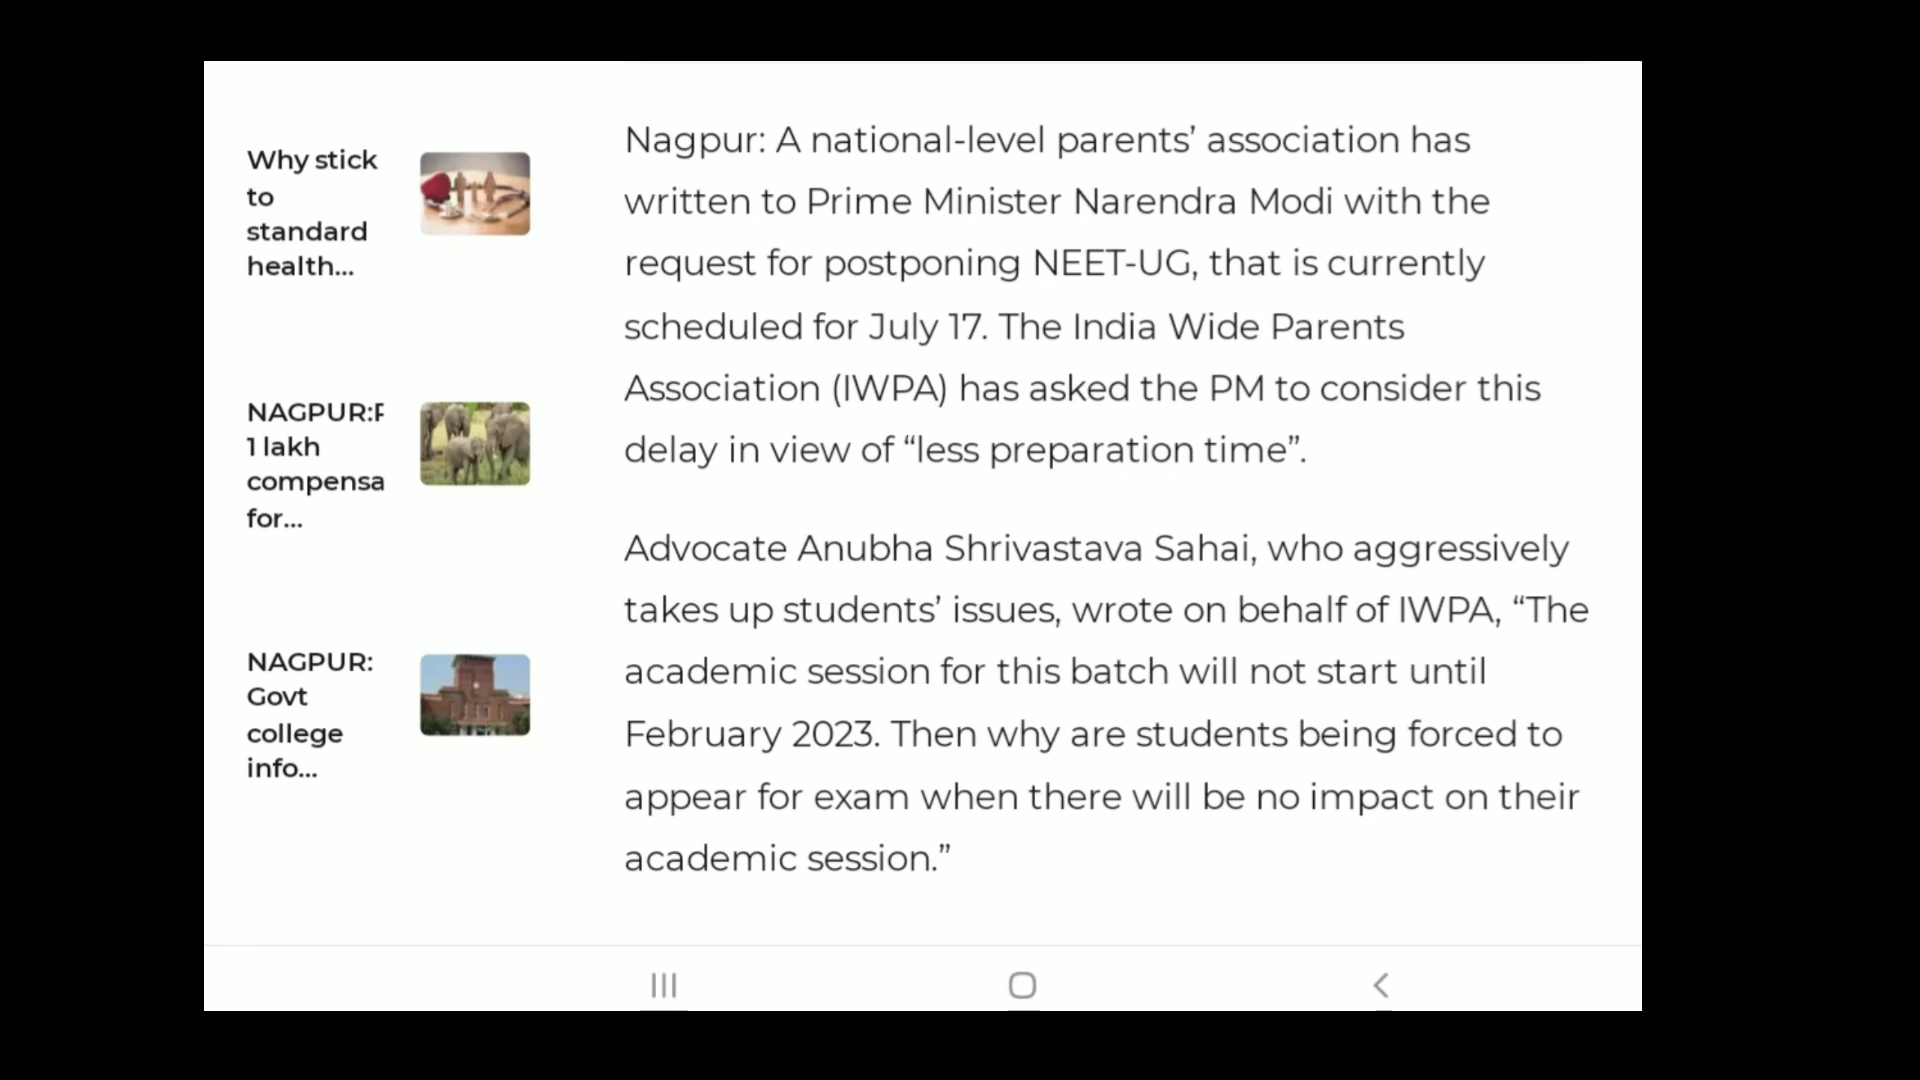 Why stick
to
standard
health...
NAGPUR:
1 lakh
compensa
for...
NAGPUR:
Govt
college
info...
Nagpur: A national-level parents’ association has
written to Prime Minister Narendra Modi with the
request for postponing NEET-UG, that is currently
scheduled for July 17. The India Wide Parents
Association (IWPA) has asked the PM to consider this
delay in view of “less preparation time”.
Advocate Anubha Shrivastava Sahai, who aggressively
takes up students’ issues, wrote on behalf of IWPA, “The
academic session for this batch will not start until
February 2023. Then why are students being forced to
appear for exam when there will be no impact on their
academic session.”